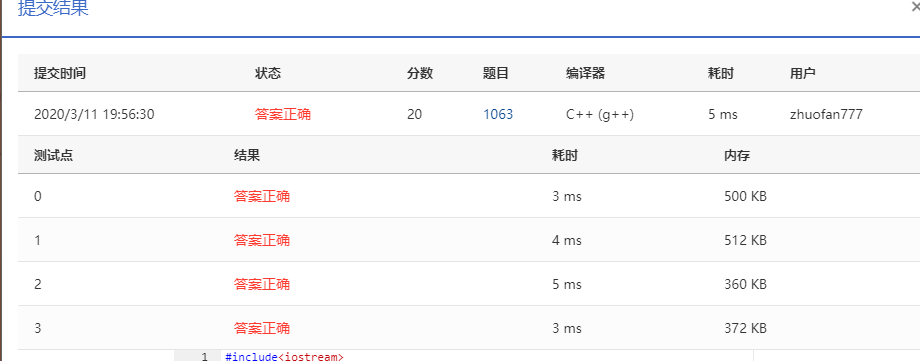 提交结果
提交时间 状态 分数 题目 编译器 耗时 用户
2020/3/11 19:56:30 答案正确 20 1063 C++ (g++) 5 ms zhuofan777
测试点 结果 耗时 内存
0 答案正确 3 ms 500 KB
1 答案正确 4 ms 512 KB
2 答案正确 5 ms 360 KB
3 答案正确 3 ms 372 KB
1 #include<iostream>